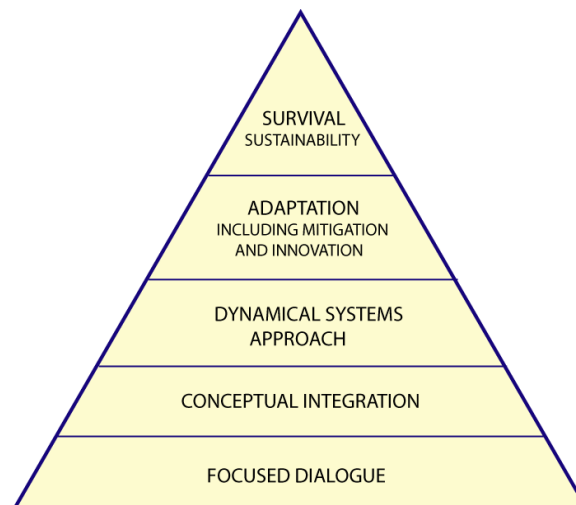 SURVIVAL
SUSTAINABILITY
ADAPTATION
INCLUDING MITIGATION
AND INNOVATION
DYNAMICAL SYSTEMS
APPROACH
CONCEPTUAL INTEGRATION
FOCUSED DIALOGUE